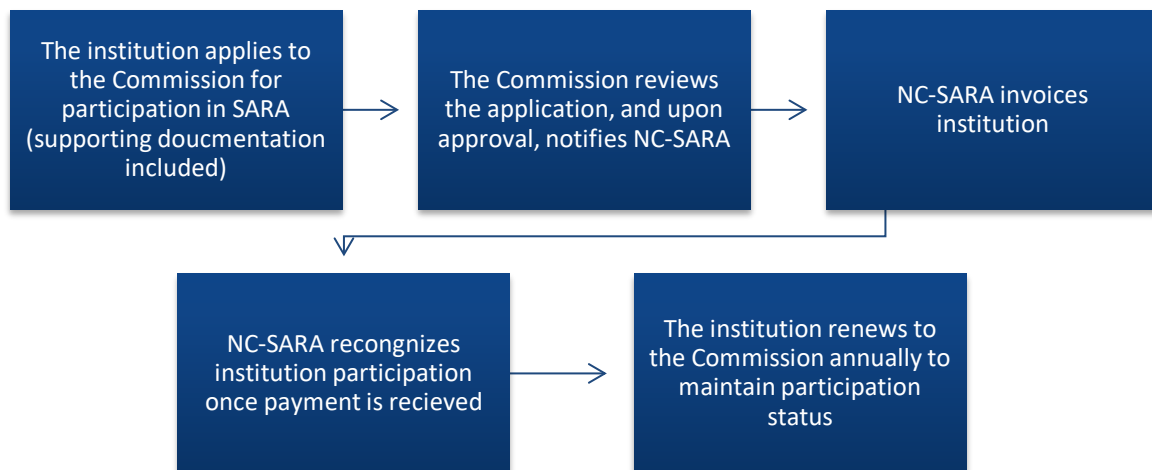 The institution applies to
the Commission for
participation in SARA
(supporting doucmentation
included)
The Commission reviews
the application, and upon
approval, notifies NC-SARA
NC-SARA invoices
institution
NC-SARA recongnizes
institution participation
once payment is recieved
The institution renews to
the Commission annually to
maintain participation
status